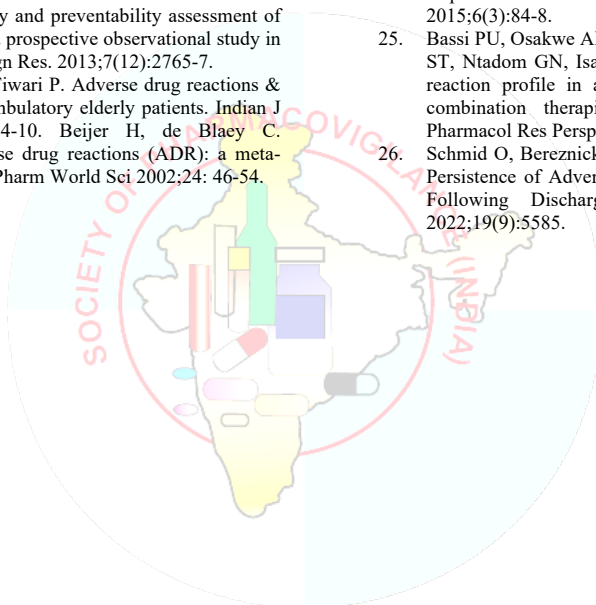 y and preventability assessment of
prospective observational study in
gn Res. 2013;7(12):2765-7.
iwari P. Adverse drug reactions &
nbulatory elderly patients. Indian J
4-10. Beijer H, de Blaey C.
se drug reactions (ADR): a meta-
Pharm World Sci 2002;24: 46-54.
2015;6(3):84-8.
25. Bassi PU, Osakwe A
ST, Ntadom GN, Isa
reaction profile in a
combination therapi
Pharmacol Res Persp
26. Schmid O, Bereznick
Persistence of Adver
Following Discharg
2022;19(9):5585.
SOCIETY OF PHARMACOVIGILANCE (INDIA)